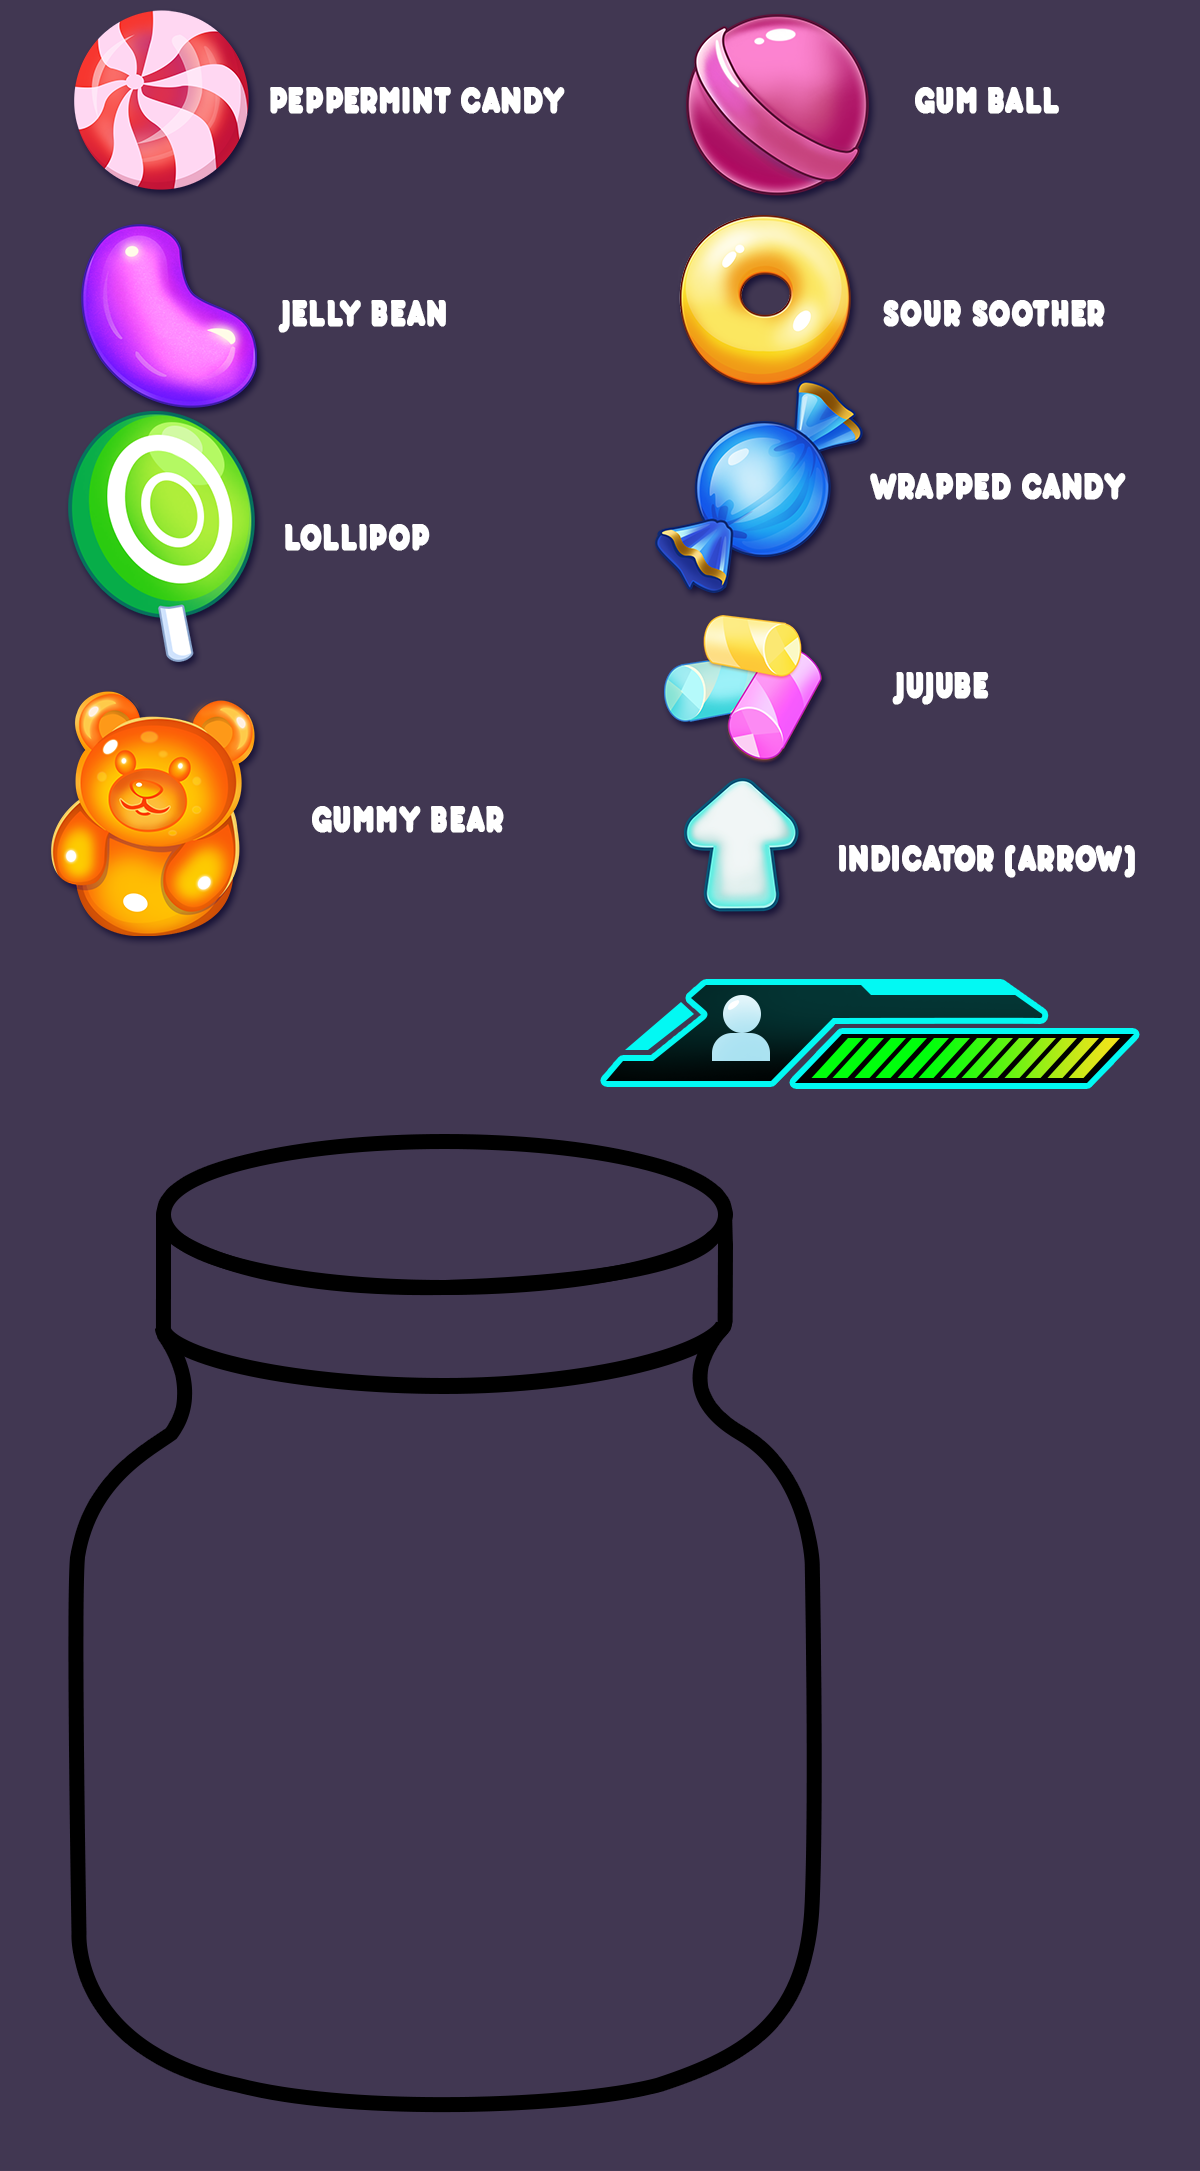 PEPPERMINT CANDY
GUM BALL
JELLY BEAN
SOUR SOOTHER
WRAPPED CANDY
LOLLIPOP
JUJUBE
GUMMY BEAR
INDICATOR (ARROW)